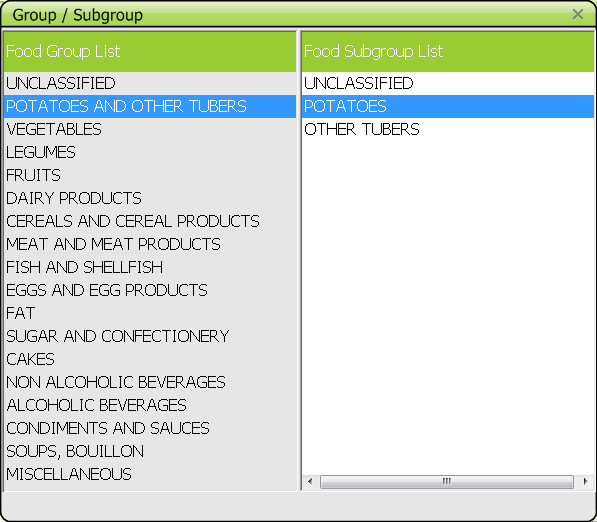 Group / Subgroup
Food Group List
UNCLASSIFIED
POTATOES AND OTHER TUBERS
VEGETABLES
LEGUMES
FRUITS
DAIRY PRODUCTS
CEREALS AND CEREAL PRODUCTS
MEAT AND MEAT PRODUCTS
FISH AND SHELLFISH
EGGS AND EGG PRODUCTS
FAT
SUGAR AND CONFECTIONERY
CAKES
NON ALCOHOLIC BEVERAGES
ALCOHOLIC BEVERAGES
CONDIMENTS AND SAUCES
SOUPS, BOUILLON
MISCELLANEOUS
Food Subgroup List
UNCLASSIFIED
POTATOES
OTHER TUBERS